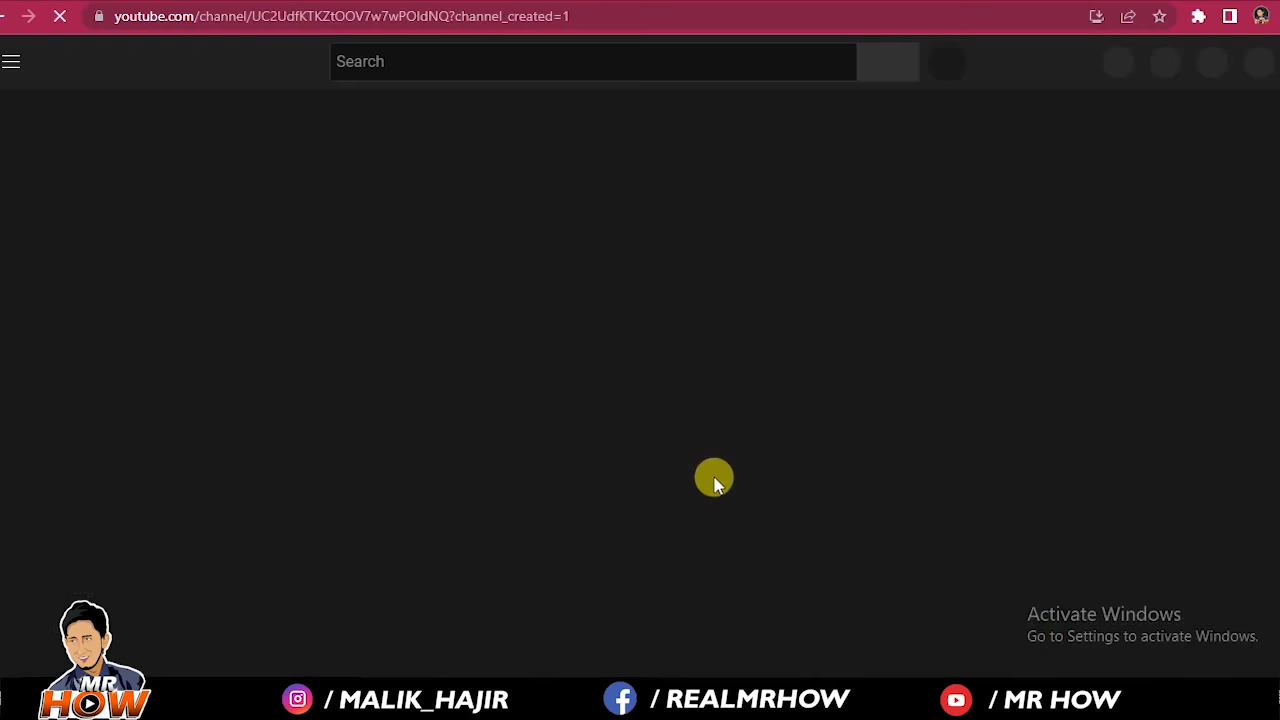 youtube.com/channel/UC2UdfKTKZtOOV7w7wPOIdNQ?channel_created=1
Search
Activate Windows
Go to Settings to activate Windows.
MR
HOW
/ MALIK_HAJIR
/ REALMRHOW
/ MR HOW